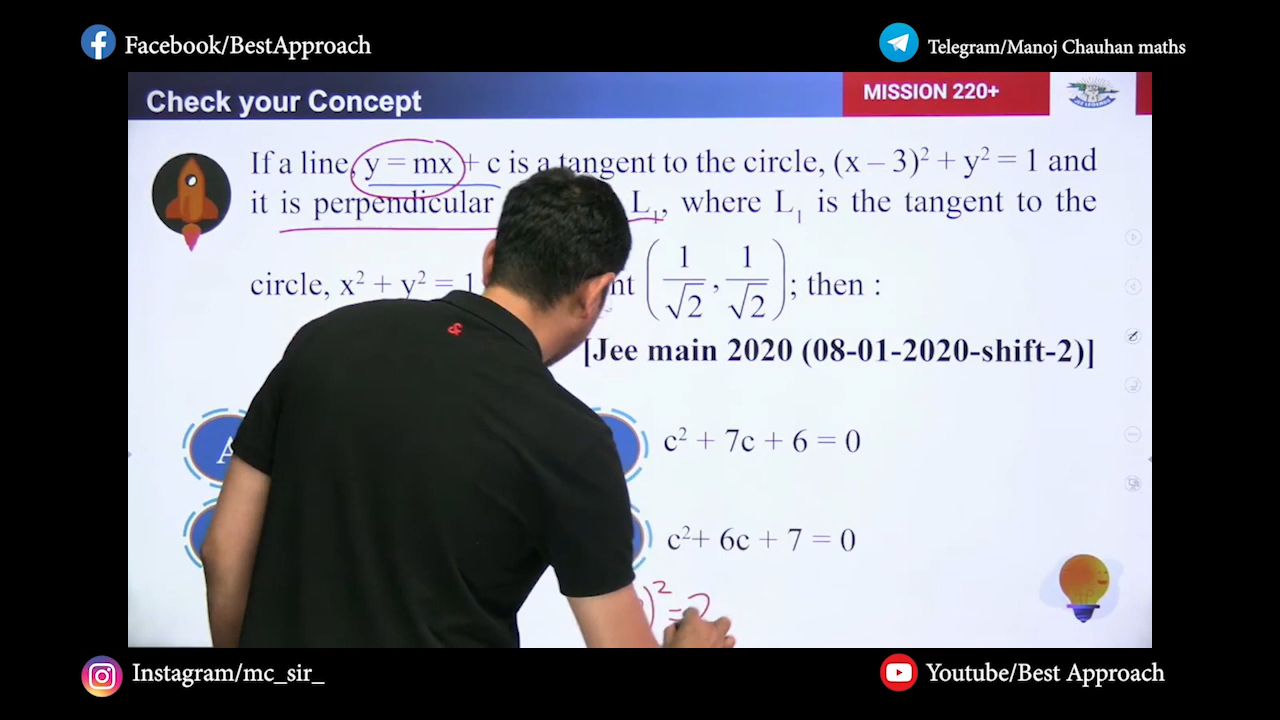 Facebook/BestApproach
Telegram/Manoj Chauhan maths
Check your Concept
MISSION 220+
If a line, y = mx + c is a tangent to the circle, (x – 3)² + y² = 1 and
it is perpendicular L₁, where L₁ is the tangent to the
circle, x² + y² = 1 (1/√2, 1/√2); then :
[Jee main 2020 (08-01-2020-shift-2)]
A
c² + 7c + 6 = 0
c²+ 6c + 7 = 0
)² = 2
Instagram/mc_sir_
Youtube/Best Approach